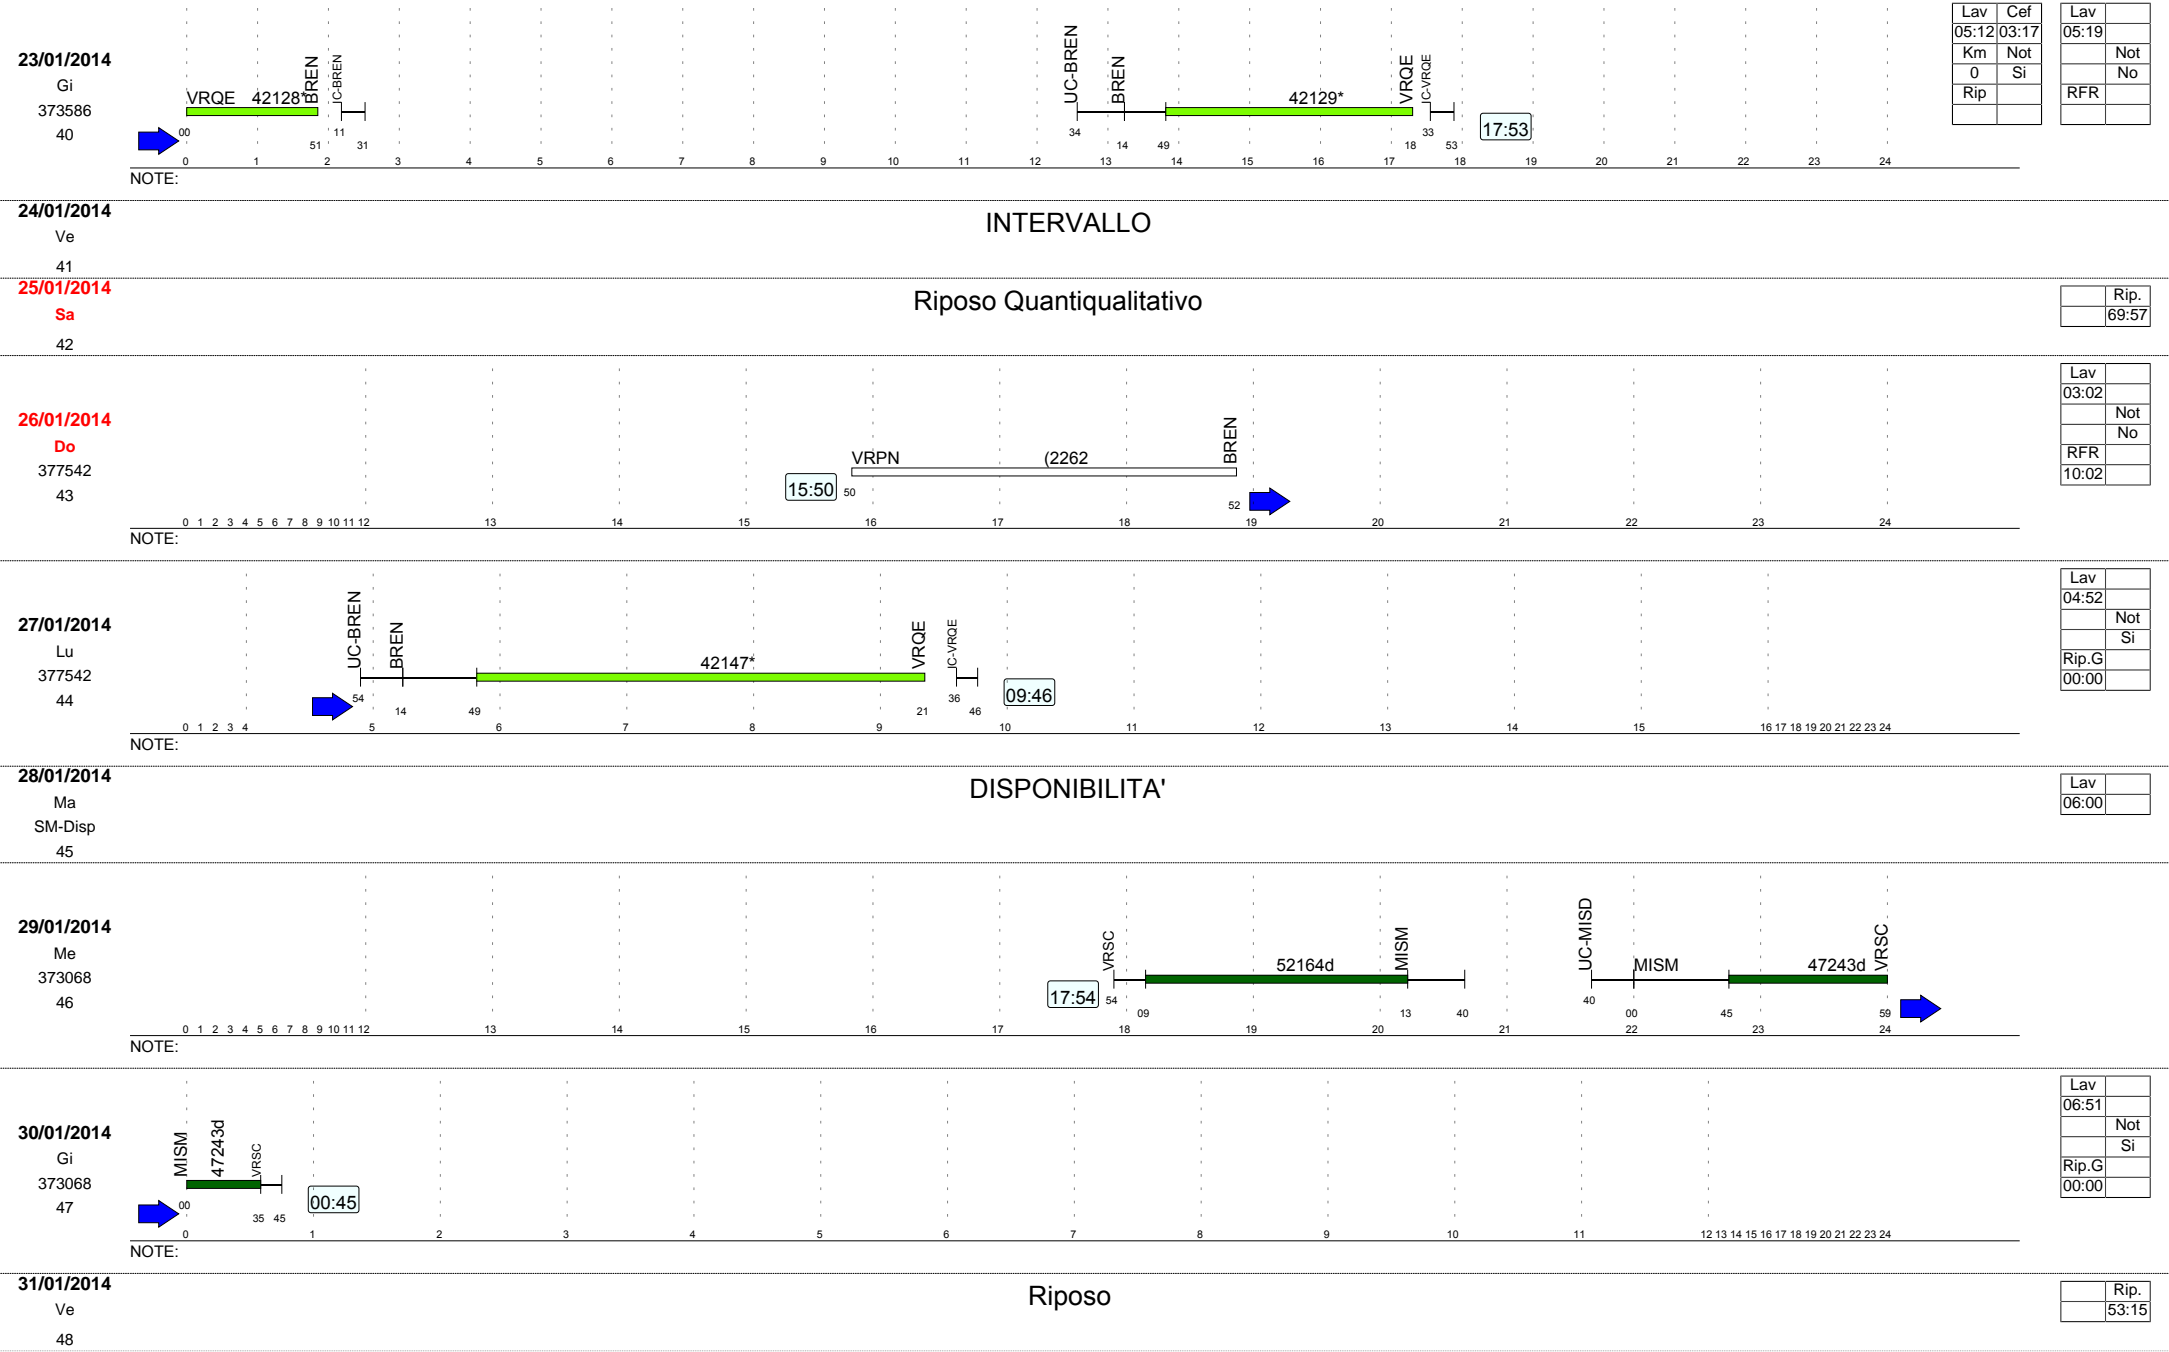 Lav Cef Lav
05:12 03:17 05:19
Km Not Not
0 Si No
Rip RFR
23/01/2014
Gi
373586
40
VRQE 42128* BREN IC-BREN UC-BREN BREN 42129* VRQE IC-VRQE
00 51 11 31 34 14 49 18 33 53 17:53
0 1 2 3 4 5 6 7 8 9 10 11 12 13 14 15 16 17 18 19 20 21 22 23 24
NOTE:
24/01/2014
Ve
41
INTERVALLO
25/01/2014
Sa
42
Riposo Quantiqualitativo
Rip.
69:57
26/01/2014
Do
377542
43
VRPN (2262 BREN
15:50 50 52
0 1 2 3 4 5 6 7 8 9 10 11 12 13 14 15 16 17 18 19 20 21 22 23 24
NOTE:
Lav
03:02
Not
No
RFR
10:02
27/01/2014
Lu
377542
44
UC-BREN BREN 42147* VRQE IC-VRQE
54 14 49 21 36 46 09:46
0 1 2 3 4 5 6 7 8 9 10 11 12 13 14 15 16 17 18 19 20 21 22 23 24
NOTE:
Lav
04:52
Not
Si
Rip.G
00:00
28/01/2014
Ma
SM-Disp
45
DISPONIBILITA'
Lav
06:00
29/01/2014
Me
373068
46
VRSC 52164d MISM UC-MISD MISM 47243d VRSC
17:54 54 09 13 40 40 00 45 59
0 1 2 3 4 5 6 7 8 9 10 11 12 13 14 15 16 17 18 19 20 21 22 23 24
NOTE:
30/01/2014
Gi
373068
47
MISM 47243d VRSC
00 35 45 00:45
0 1 2 3 4 5 6 7 8 9 10 11 12 13 14 15 16 17 18 19 20 21 22 23 24
NOTE:
Lav
06:51
Not
Si
Rip.G
00:00
31/01/2014
Ve
48
Riposo
Rip.
53:15